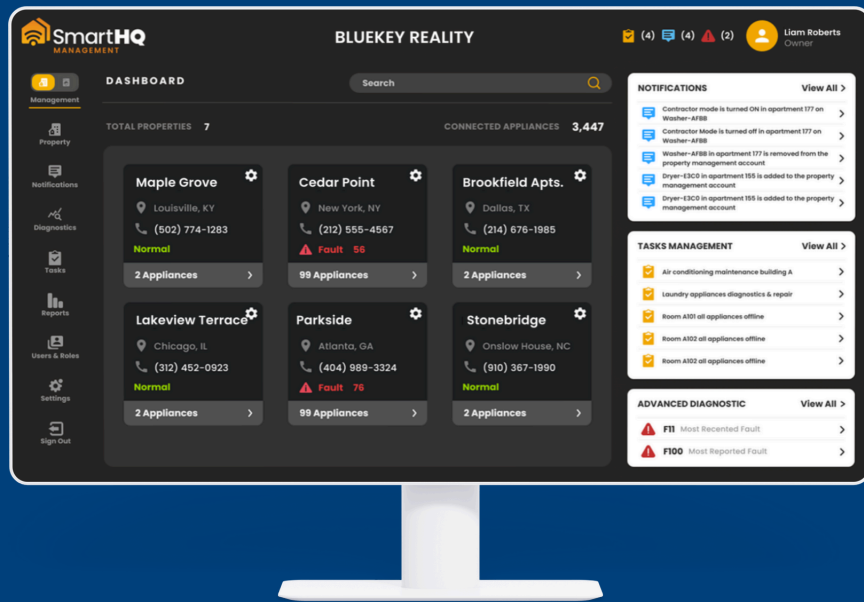 SmartHQ
MANAGEMENT
BLUEKEY REALITY
(4) (4) (2)
Liam Roberts
Owner
Management
Property
Notifications
Diagnostics
Tasks
Reports
Users & Roles
Settings
Sign Out
DASHBOARD
Search
TOTAL PROPERTIES 7
CONNECTED APPLIANCES 3,447
Maple Grove
Louisville, KY
(502) 774-1283
Normal
2 Appliances
Cedar Point
New York, NY
(212) 555-4567
Fault 56
99 Appliances
Brookfield Apts.
Dallas, TX
(214) 676-1985
Normal
2 Appliances
Lakeview Terrace
Chicago, IL
(312) 452-0923
Normal
2 Appliances
Parkside
Atlanta, GA
(404) 989-3324
Fault 76
99 Appliances
Stonebridge
Onslow House, NC
(910) 367-1990
Normal
2 Appliances
NOTIFICATIONS View All >
Contractor mode is turned ON in apartment 177 on
Washer-AFBB
Contractor Mode is turned off in apartment 177 on
Washer-AFBB
Washer-AFBB in apartment 177 is removed from the
property management account
Dryer-E3C0 in apartment 155 is added to the property
management account
Dryer-E3C0 in apartment 155 is added to the property
management account
TASKS MANAGEMENT View All >
Air conditioning maintenance building A
Laundry appliances diagnostics & repair
Room A101 all appliances offline
Room A102 all appliances offline
Room A102 all appliances offline
ADVANCED DIAGNOSTIC View All >
F11 Most Recented Fault
F100 Most Reported Fault